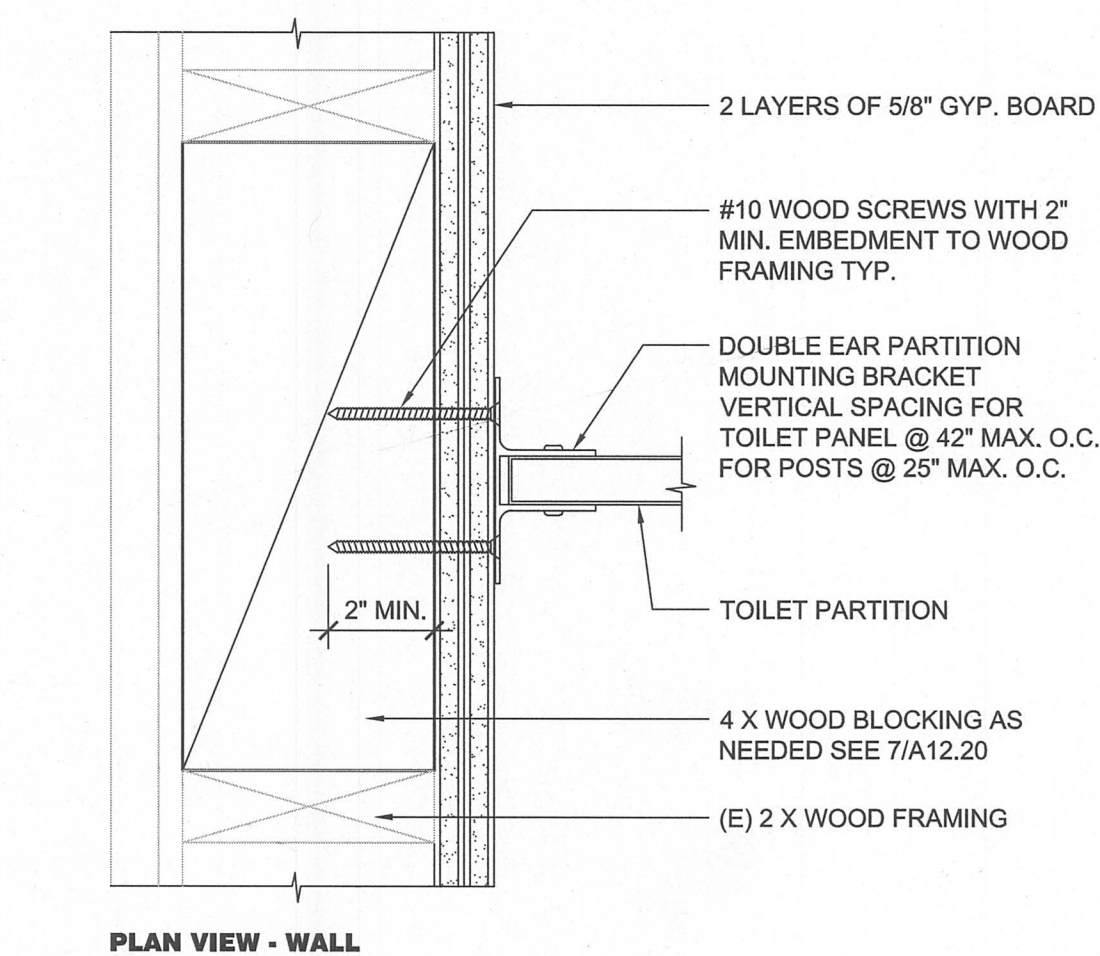 2 LAYERS OF 5/8" GYP. BOARD
#10 WOOD SCREWS WITH 2"
MIN. EMBEDMENT TO WOOD
FRAMING TYP.
DOUBLE EAR PARTITION
MOUNTING BRACKET
VERTICAL SPACING FOR
TOILET PANEL @ 42" MAX. O.C.
FOR POSTS @ 25" MAX. O.C.
2" MIN.
TOILET PARTITION
4 X WOOD BLOCKING AS
NEEDED SEE 7/A12.20
(E) 2 X WOOD FRAMING
PLAN VIEW - WALL